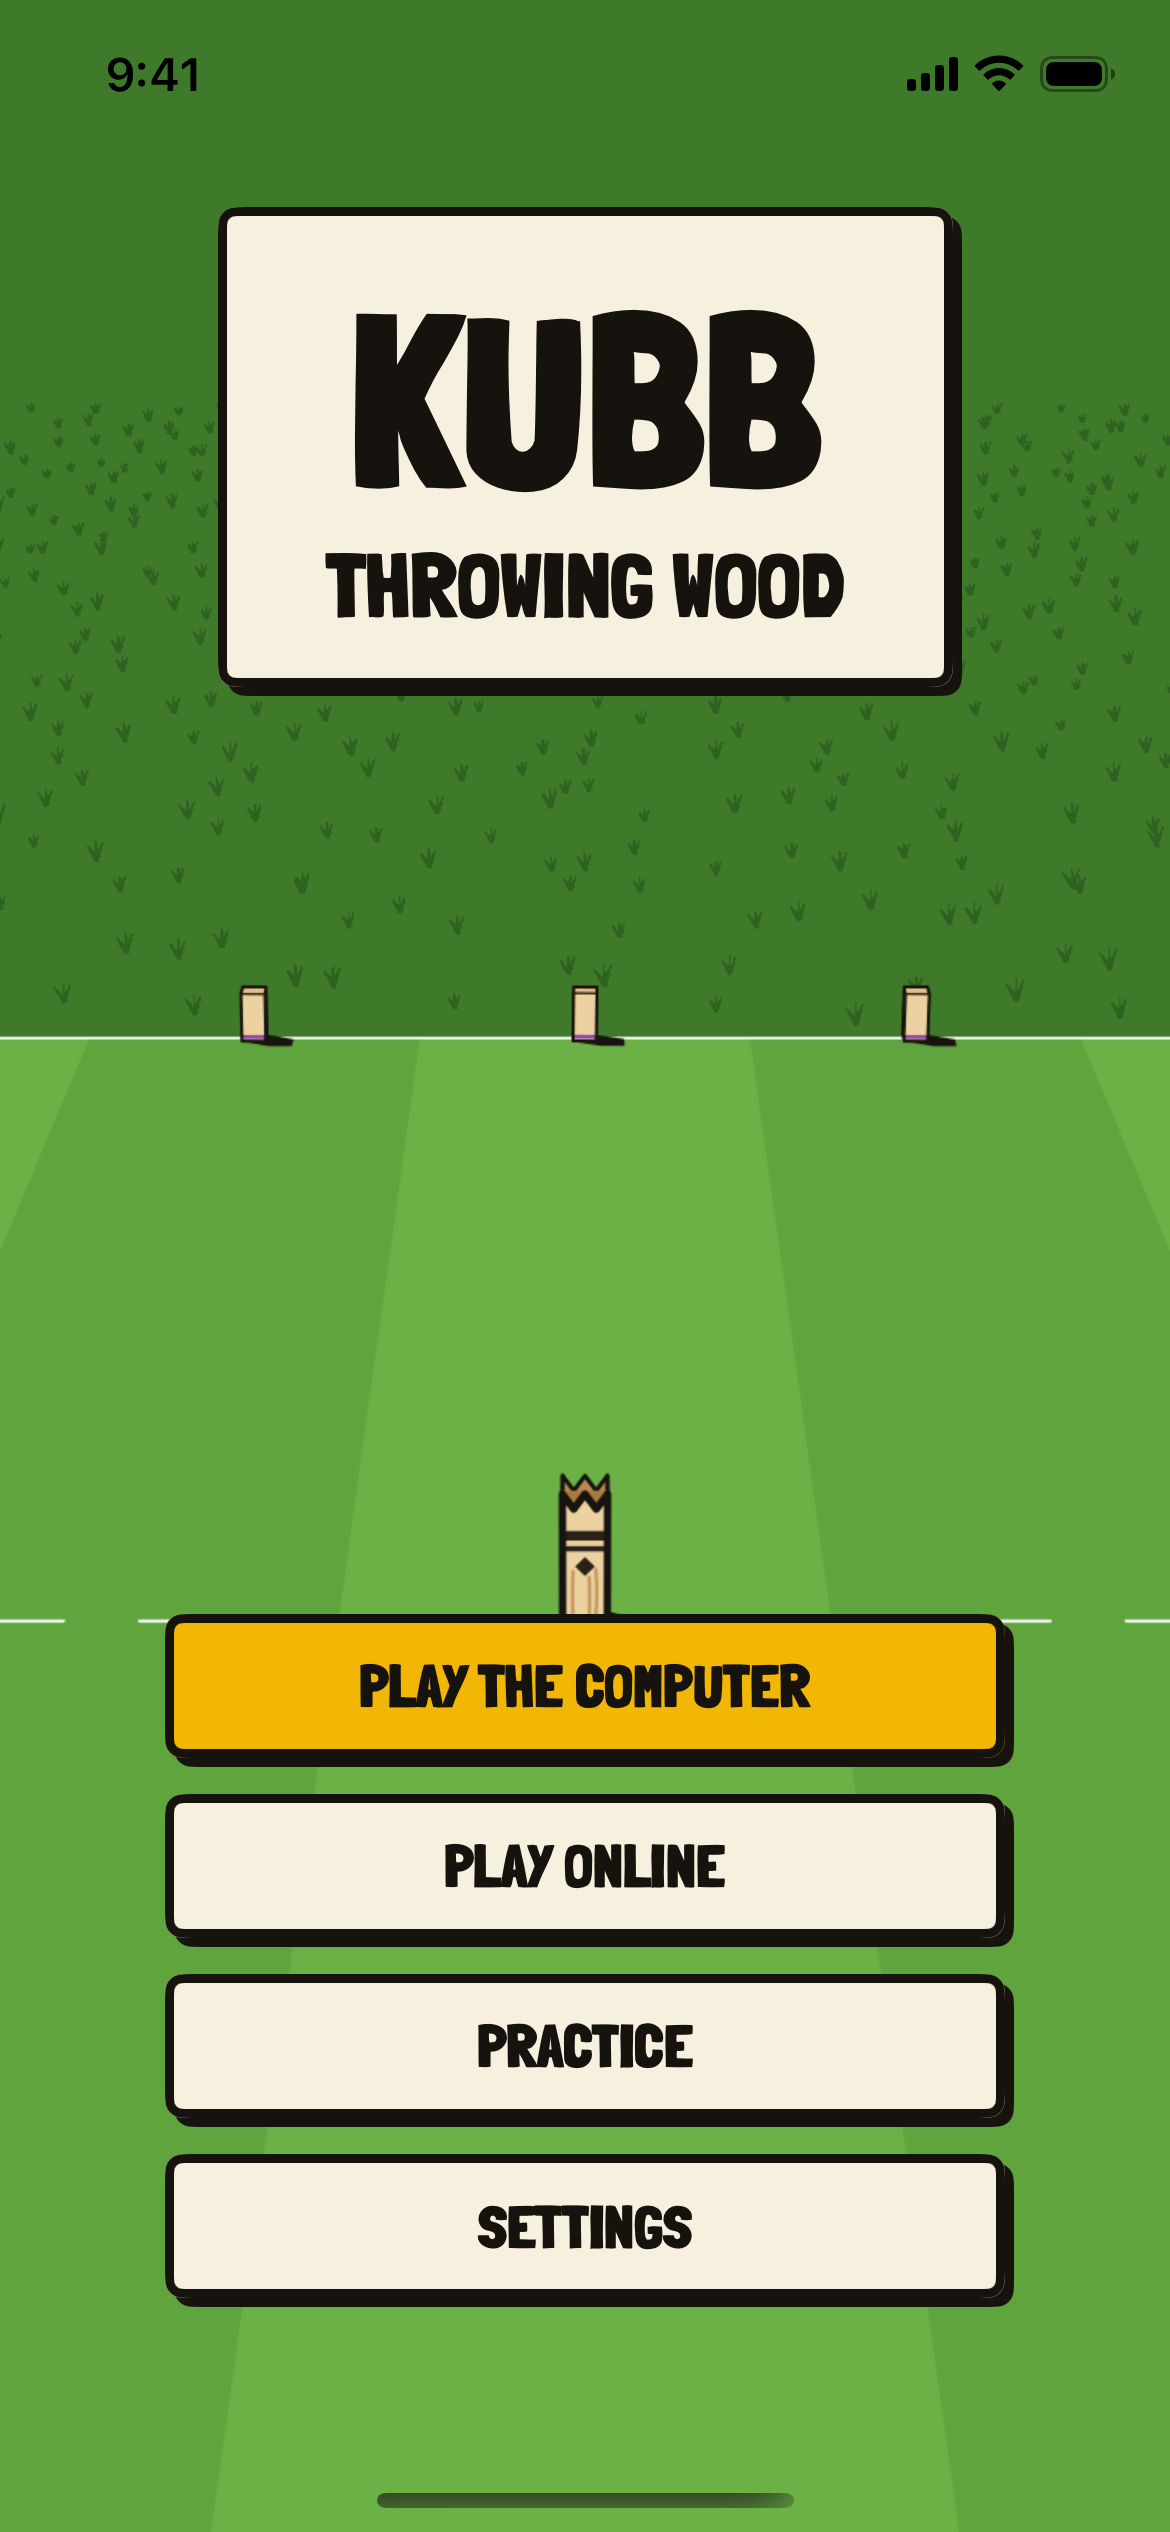 9:41
KUBB
THROWING WOOD
PLAY THE COMPUTER
PLAY ONLINE
PRACTICE
SETTINGS